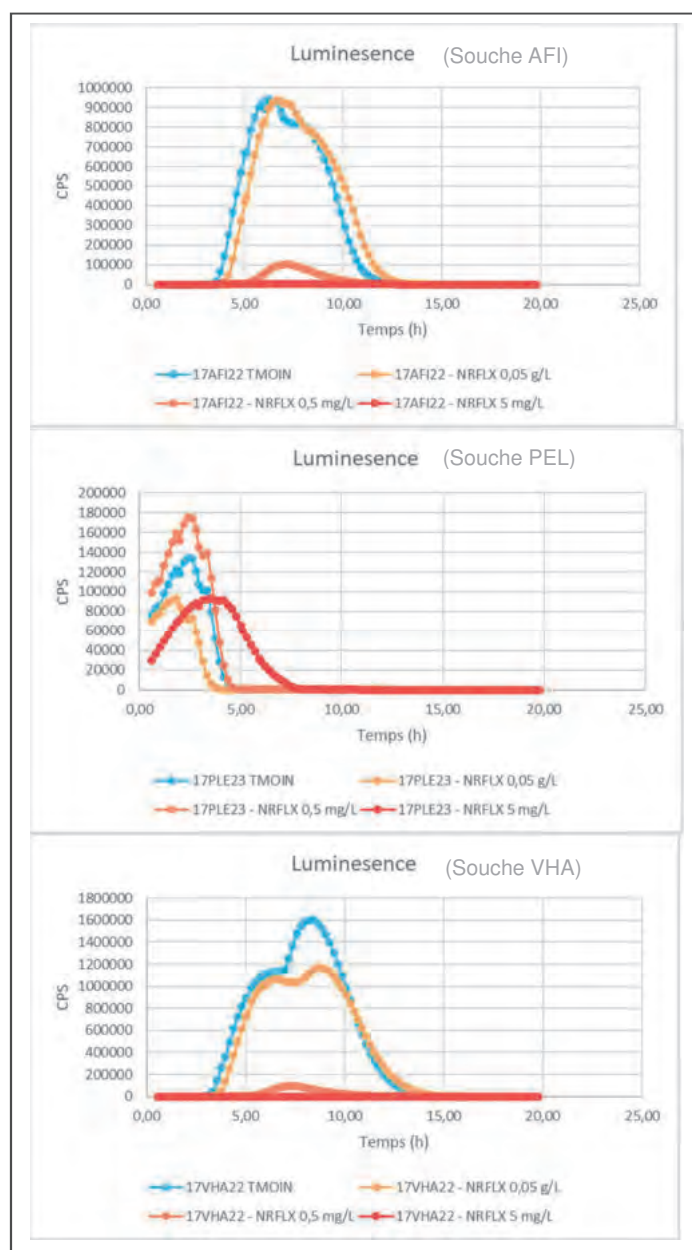 Luminesence (Souche AFI)
1000000
900000
800000
700000
600000
500000
400000
300000
200000
100000
0
CPS
0,00 5,00 10,00 15,00 20,00 25,00
Temps (h)
17AFI22 TMOIN 17AFI22 - NRFLX 0,05 g/L
17AFI22 - NRFLX 0,5 mg/L 17AFI22 - NRFLX 5 mg/L
Luminesence (Souche PEL)
200000
180000
160000
140000
120000
100000
80000
60000
40000
20000
0
CPS
0,00 5,00 10,00 15,00 20,00 25,00
Temps (h)
17PLE23 TMOIN 17PLE23 - NRFLX 0,05 g/L
17PLE23 - NRFLX 0,5 mg/L 17PLE23 - NRFLX 5 mg/L
Luminesence (Souche VHA)
1800000
1600000
1400000
1200000
1000000
800000
600000
400000
200000
0
CPS
0,00 5,00 10,00 15,00 20,00 25,00
Temps (h)
17VHA22 TMOIN 17VHA22 - NRFLX 0,05 g/L
17VHA22 - NRFLX 0,5 mg/L 17VHA22 - NRFLX 5 mg/L